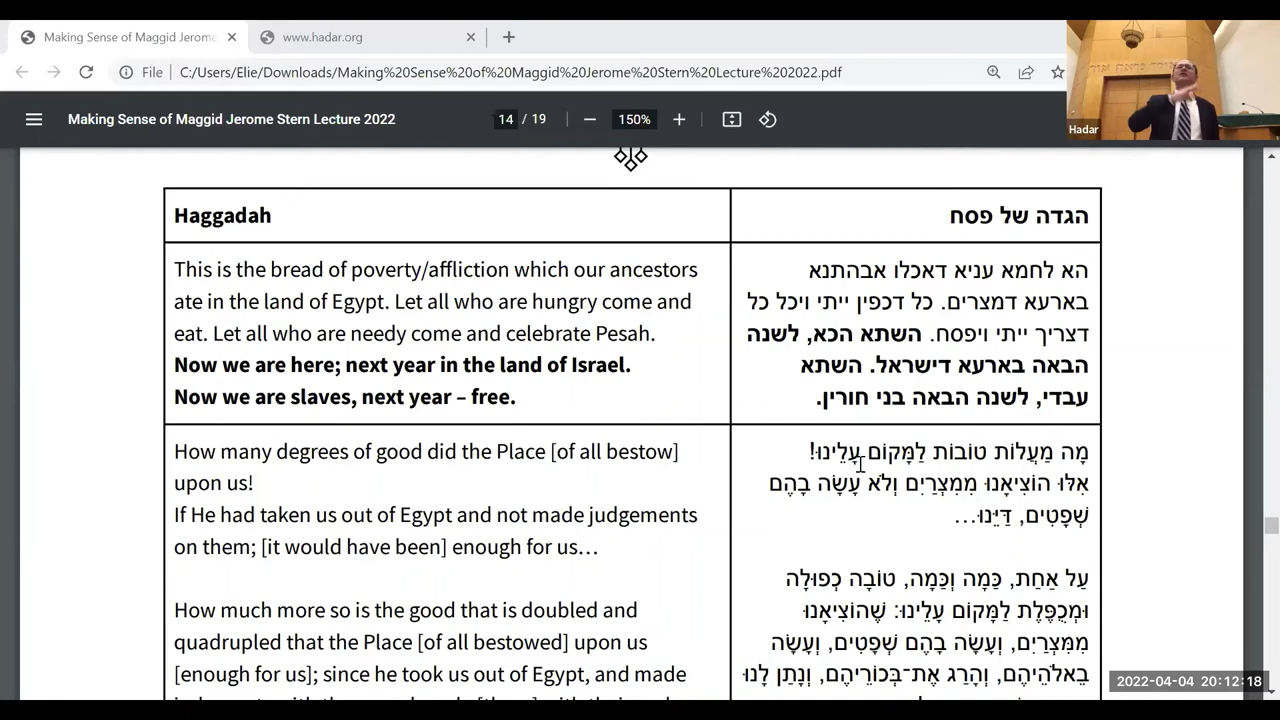 Making Sense of Maggid Jerome
www.hadar.org
File
C:/Users/Elie/Downloads/Making%20Sense%20of%20Maggid%20Jerome%20Stern%20Lecture%202022.pdf
Making Sense of Maggid Jerome Stern Lecture 2022
14 / 19
150%
Hadar
Haggadah
הגדה של פסח
This is the bread of poverty/affliction which our ancestors
ate in the land of Egypt. Let all who are hungry come and
eat. Let all who are needy come and celebrate Pesah.
Now we are here; next year in the land of Israel.
Now we are slaves, next year – free.
הא לחמא עניא דאכלו אבהתנא
בארעא דמצרים. כל דכפין ייתי ויכל כל
דצריך ייתי ויפסח. השתא הכא, לשנה
הבאה בארעא דישראל. השתא
עבדי, לשנה הבאה בני חורין.
How many degrees of good did the Place [of all bestow]
upon us!
If He had taken us out of Egypt and not made judgements
on them; [it would have been] enough for us…
How much more so is the good that is doubled and
quadrupled that the Place [of all bestowed] upon us
[enough for us]; since he took us out of Egypt, and made
מָה מַעֲלוֹת טוֹבוֹת לַמָּקוֹם עָלֵינוּ!
אִלּוּ הוֹצִיאָנוּ מִמִצְרַיִם וְלֹא עָשָׂה בָהֶם
שְׁפָטִים, דַּיֵּנוּ…
עַל אַחַת, כַּמָה וְכַּמָה, טוֹבָה כְפוּלָה
וּמְכֻפֶּלֶת לַמָּקוֹם עָלֵינוּ: שֶׁהוֹצִיאָנוּ
מִמִּצְרַיִם, וְעָשָׂה בָהֶם שְׁפָטִים, וְעָשָׂה
בֵאלֹהֵיהֶם, וְהָרַג אֶת־בְּכוֹרֵיהֶם, וְנָתַן לָנוּ
2022-04-04 20:12:18